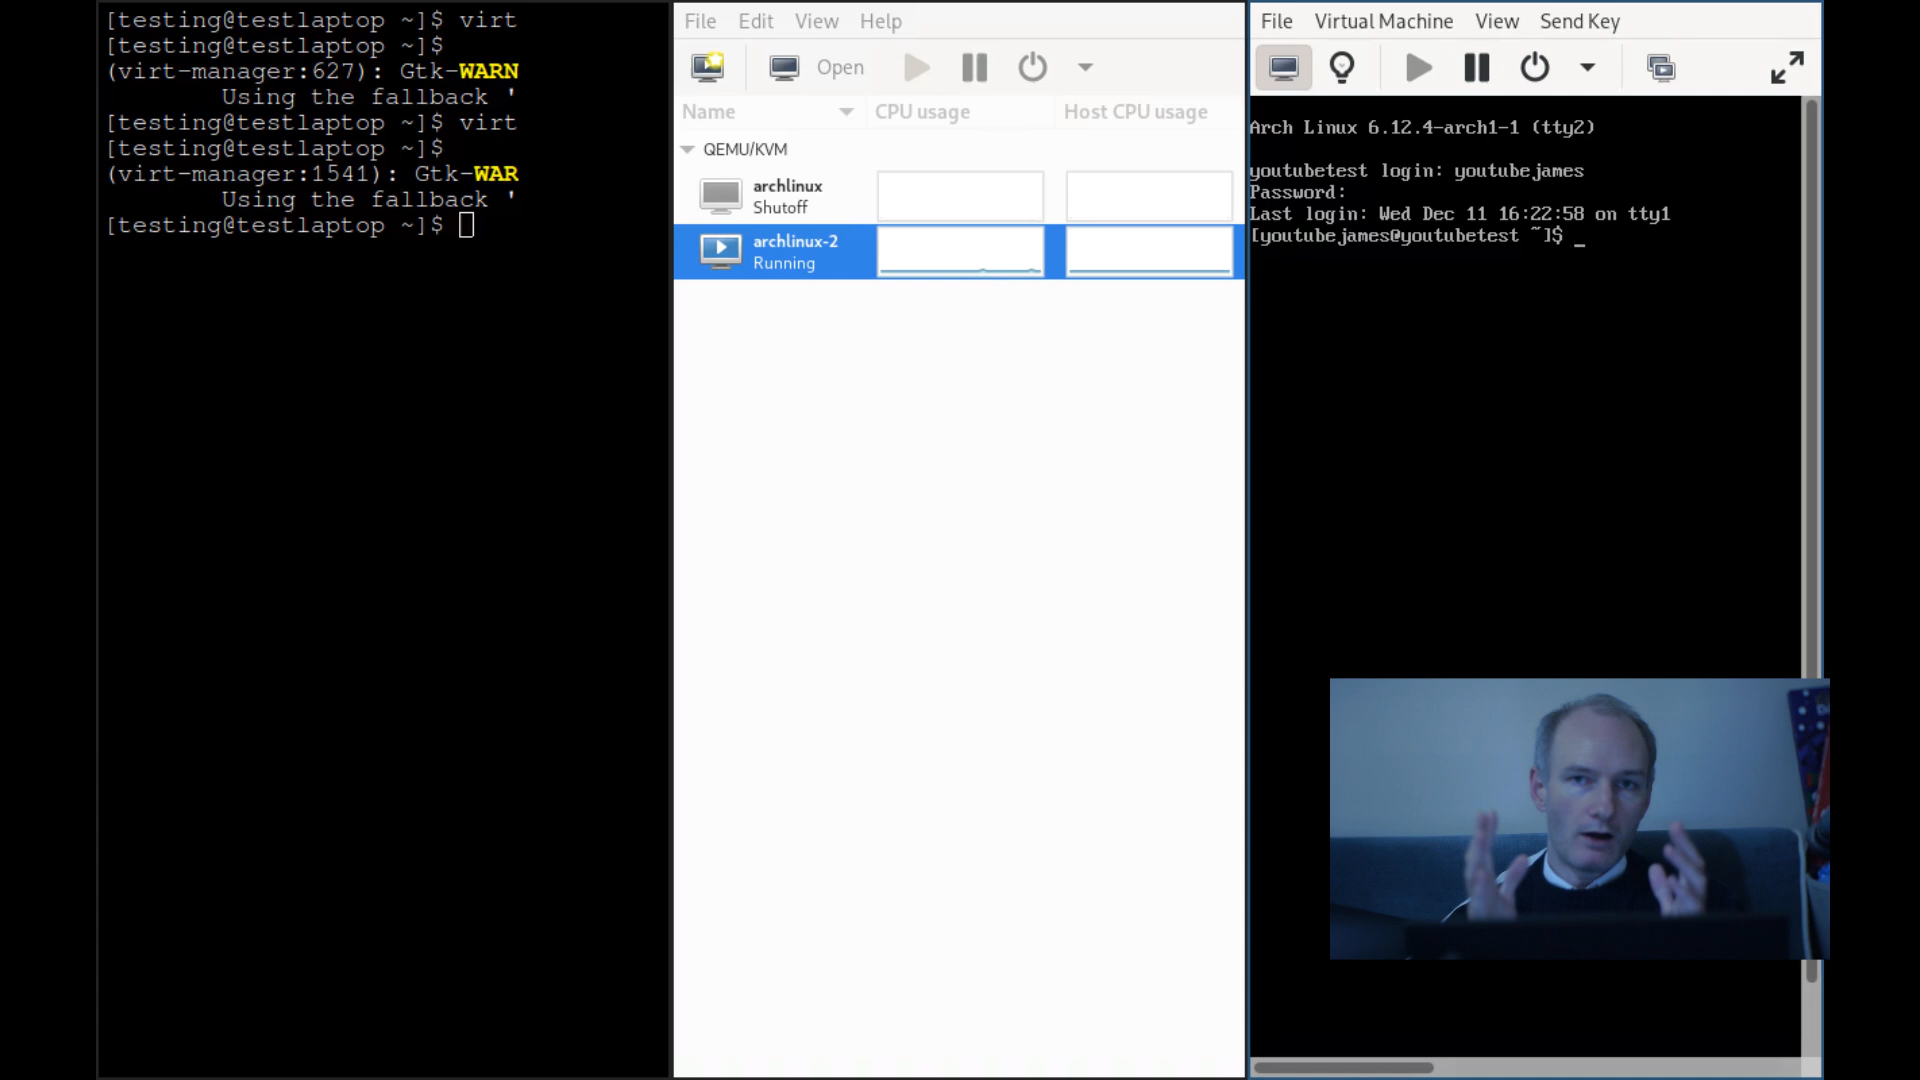 [testing@testlaptop ~]$ virt
[testing@testlaptop ~]$
(virt-manager:627): Gtk-WARN
Using the fallback '
[testing@testlaptop ~]$ virt
[testing@testlaptop ~]$
(virt-manager:1541): Gtk-WAR
Using the fallback '
[testing@testlaptop ~]$
File Edit View Help
Open
Name CPU usage Host CPU usage
QEMU/KVM
archlinux
Shutoff
archlinux-2
Running
File Virtual Machine View Send Key
Arch Linux 6.12.4-arch1-1 (tty2)
youtubetest login: youtubejames
Password:
Last login: Wed Dec 11 16:22:58 on tty1
[youtubejames@youtubetest ~]$ _